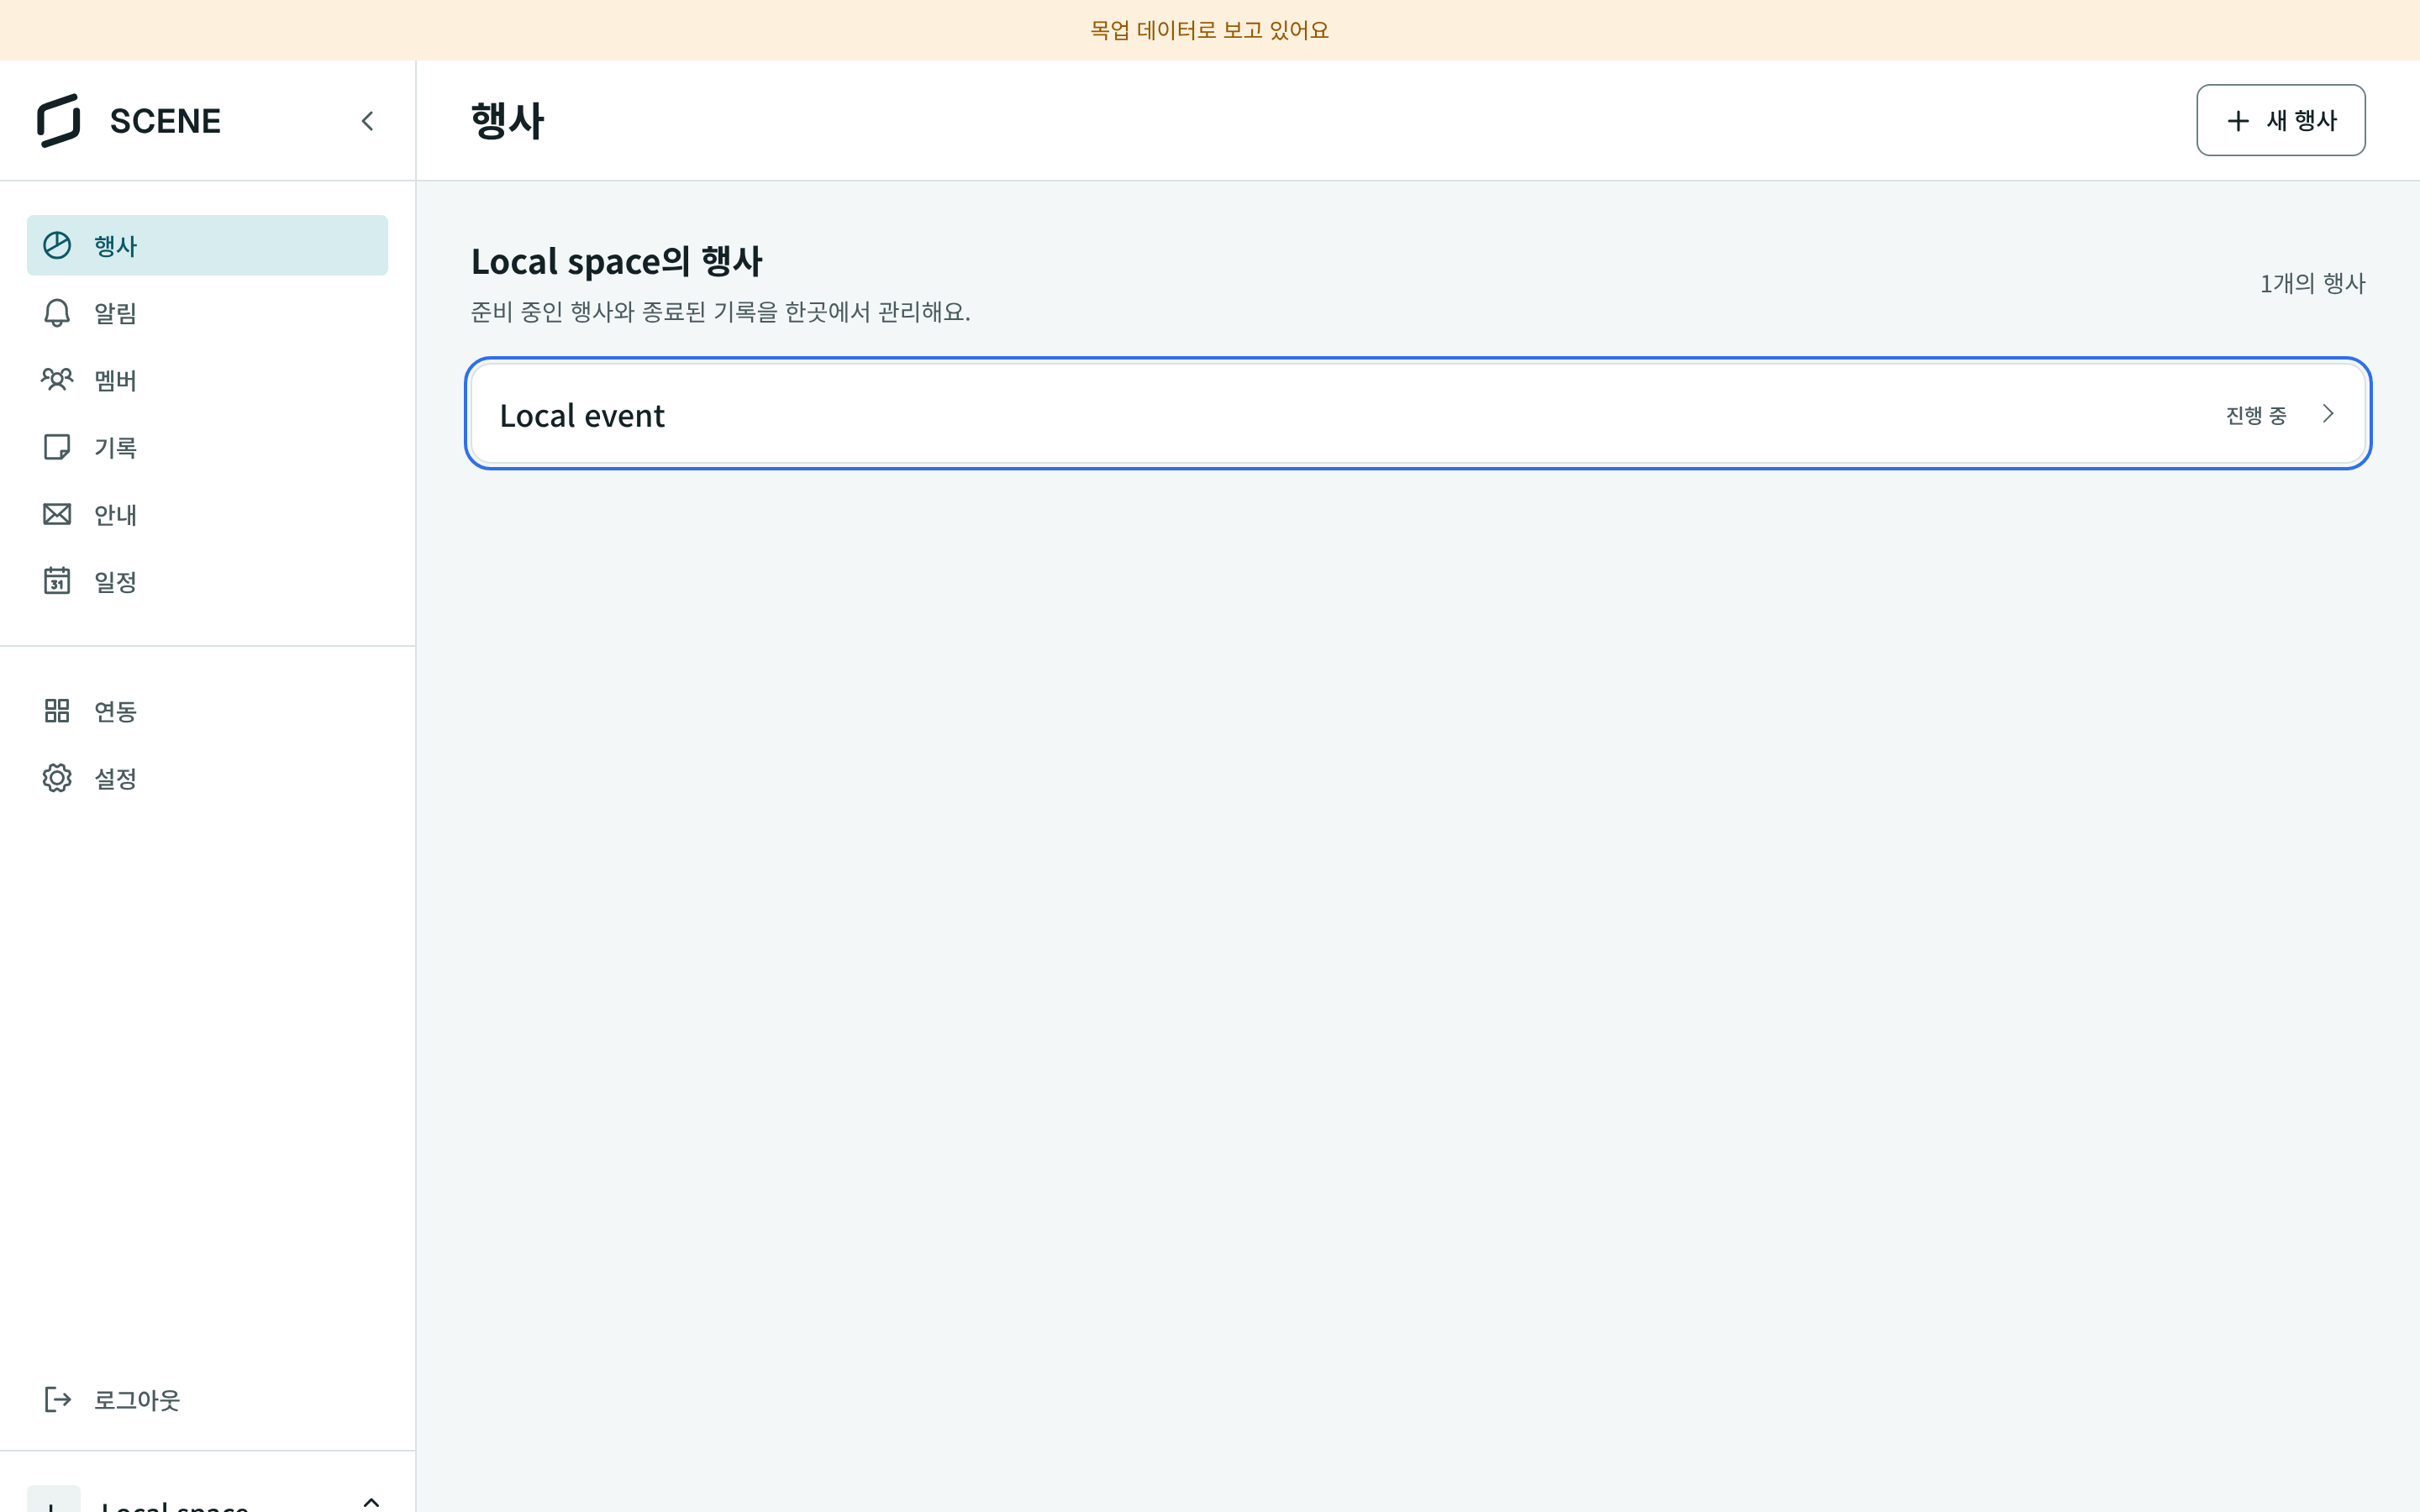 목업 데이터로 보고 있어요
SCENE
행사
새 행사
행사
알림
멤버
기록
안내
31
일정
연동
설정
로그아웃
Local space
Local space의 행사
준비 중인 행사와 종료된 기록을 한곳에서 관리해요.
1개의 행사
Local event
진행 중